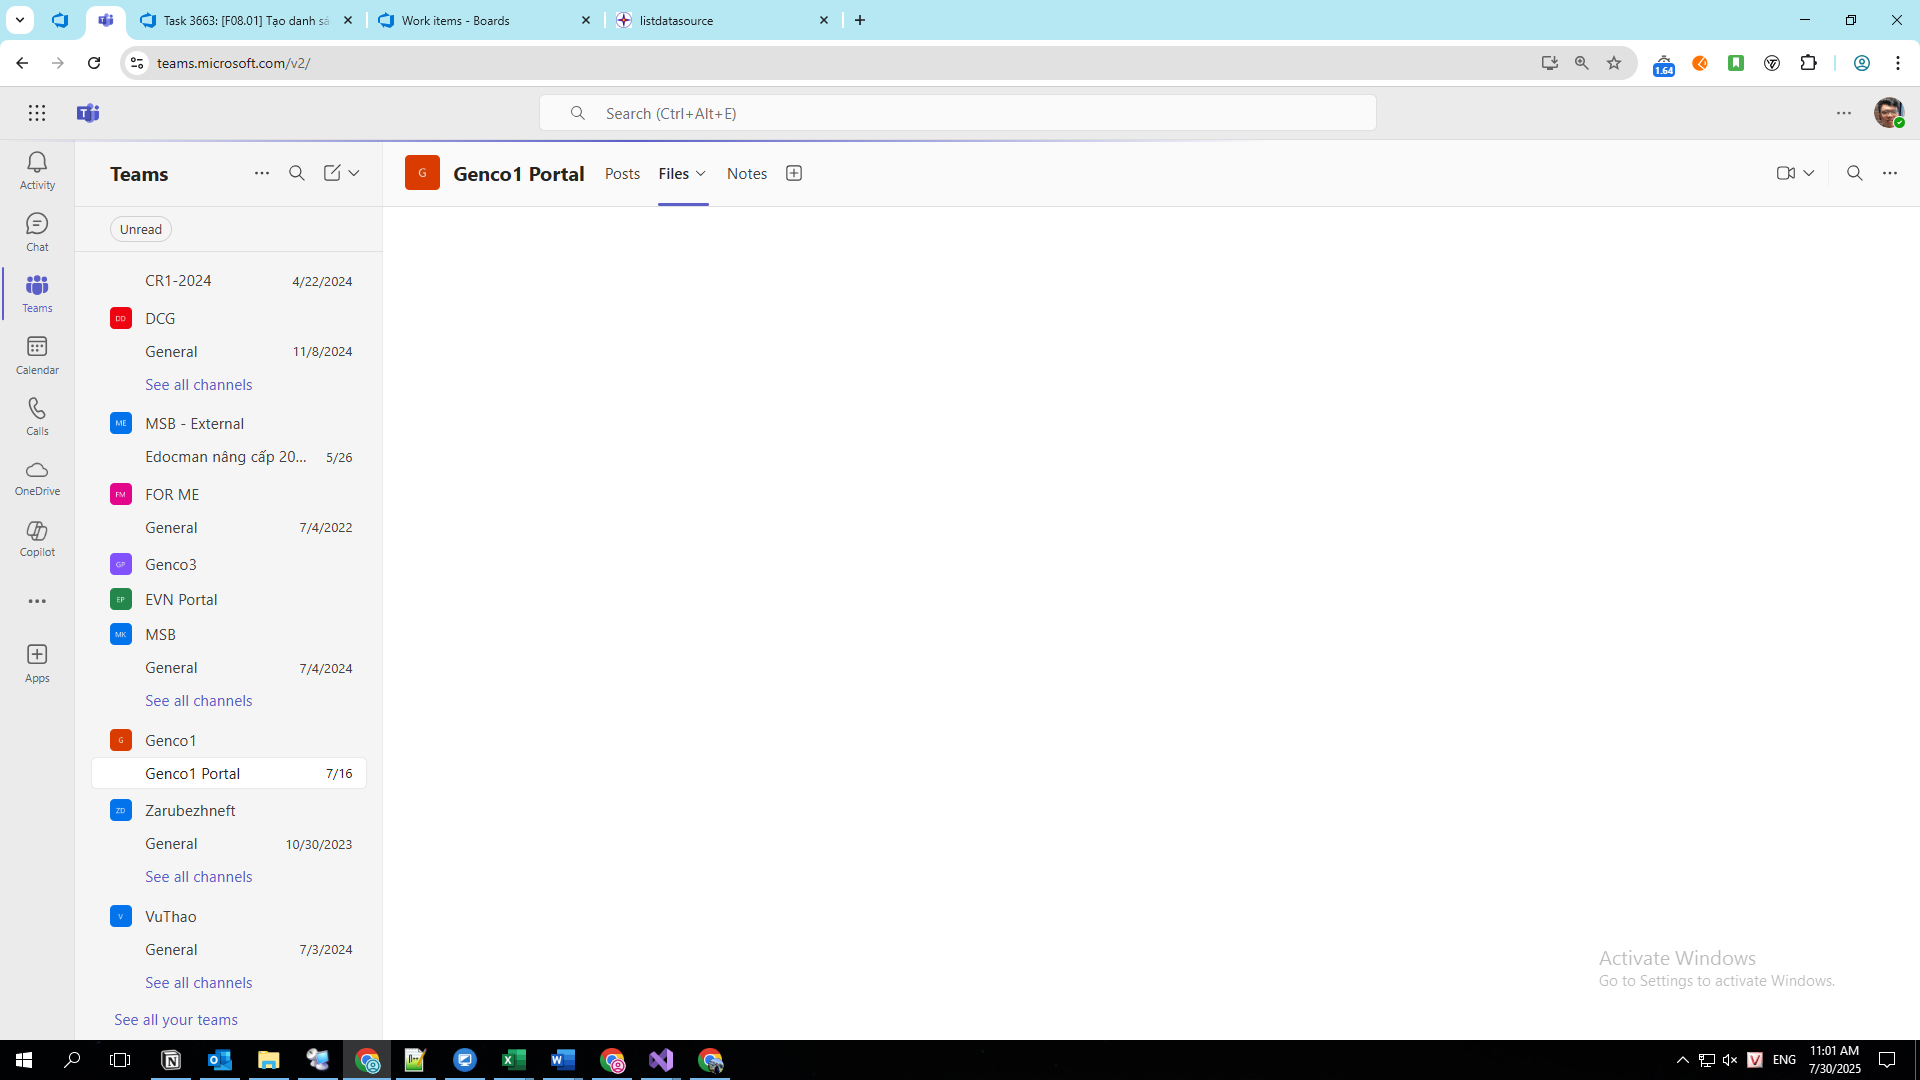 Task 3663: [F08.01] Tạo danh sá
Work items - Boards
listdatasource
teams.microsoft.com/v2/
1.64
Search (Ctrl+Alt+E)
Activity
Chat
Teams
Calendar
Calls
OneDrive
Copilot
Apps
Teams
Unread
CR1-2024 4/22/2024
DD DCG
General 11/8/2024
See all channels
ME MSB - External
Edocman nâng cấp 20... 5/26
FM FOR ME
General 7/4/2022
GP Genco3
EP EVN Portal
MK MSB
General 7/4/2024
See all channels
G Genco1
Genco1 Portal 7/16
ZD Zarubezhneft
General 10/30/2023
See all channels
V VuThao
General 7/3/2024
See all channels
See all your teams
G Genco1 Portal Posts Files Notes
Activate Windows
Go to Settings to activate Windows.
ENG
11:01 AM
7/30/2025